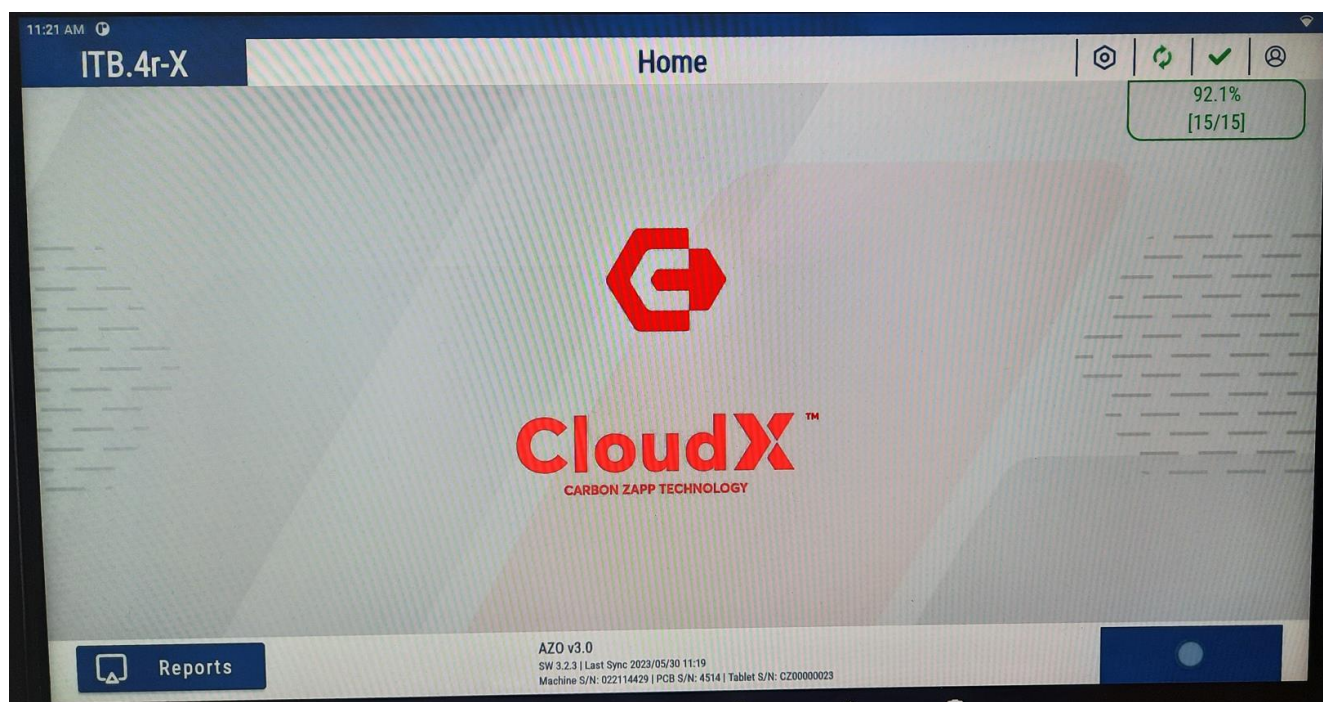 11:21 AM
ITB.4r-X
Home
92.1%
[15/15]
CloudX™
CARBON ZAPP TECHNOLOGY
Reports
AZO v3.0
SW 3.2.3 | Last Sync 2023/05/30 11:19
Machine S/N: 022114429 | PCB S/N: 4514 | Tablet S/N: CZ00000023